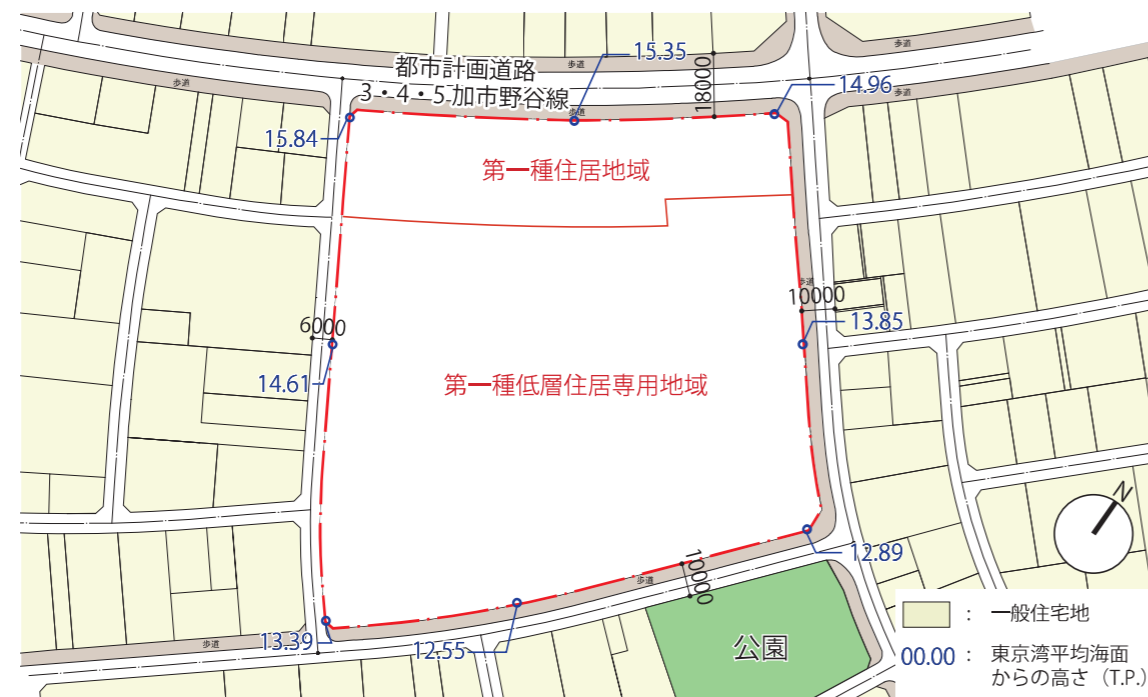 15.35
歩道
歩道
都市計画道路
歩道
14.96
歩道
3・4・5 加市野谷線
歩道
18000
15.84
第一種住居地域
歩道
10000
6000
13.85
14.61
第一種低層住居専用地域
N
12.89
10000
歩道
13.39
歩道
12.55
公園
： 一般住宅地
00.00 ： 東京湾平均海面
からの高さ（T.P.）